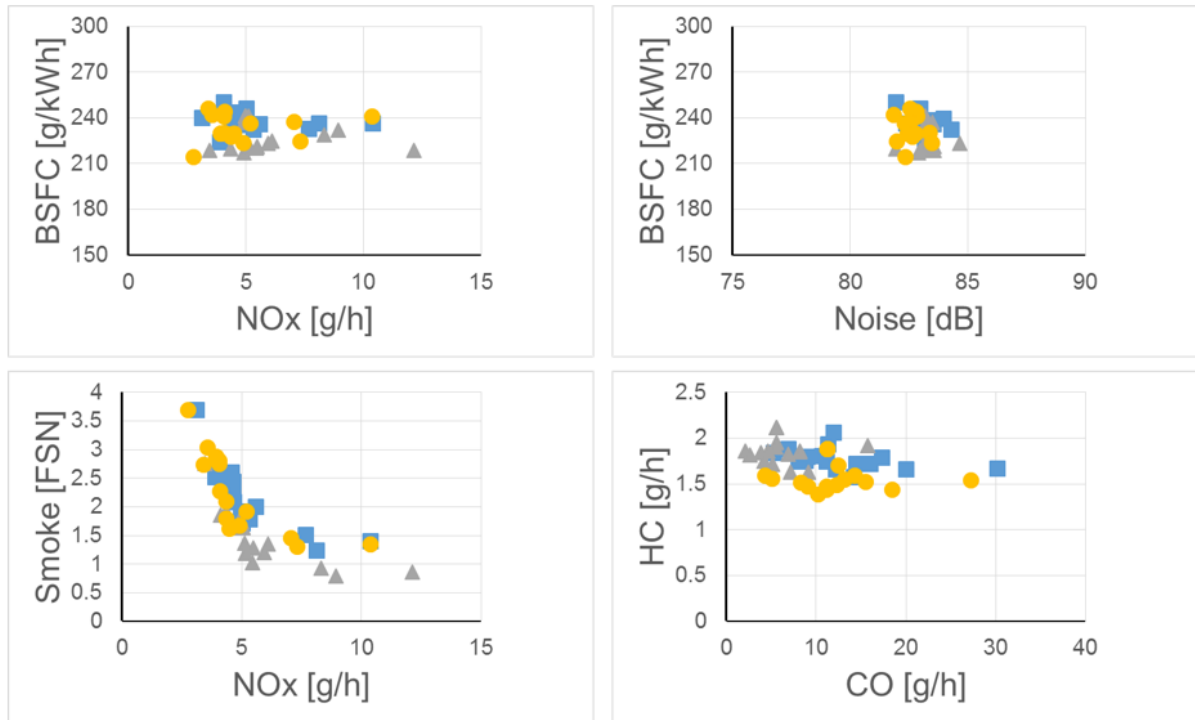 300
270
240
210
180
150
BSFC [g/kWh]
0 5 10 15
NOx [g/h]
300
270
240
210
180
150
BSFC [g/kWh]
75 80 85 90
Noise [dB]
4
3.5
3
2.5
2
1.5
1
0.5
0
Smoke [FSN]
0 5 10 15
NOx [g/h]
2.5
2
1.5
1
0.5
0
HC [g/h]
0 10 20 30 40
CO [g/h]